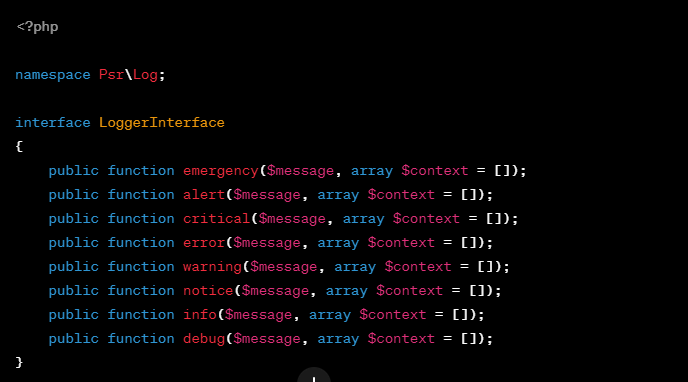 <?php
namespace Psr\Log;
interface LoggerInterface
{
    public function emergency($message, array $context = []);
    public function alert($message, array $context = []);
    public function critical($message, array $context = []);
    public function error($message, array $context = []);
    public function warning($message, array $context = []);
    public function notice($message, array $context = []);
    public function info($message, array $context = []);
    public function debug($message, array $context = []);
}